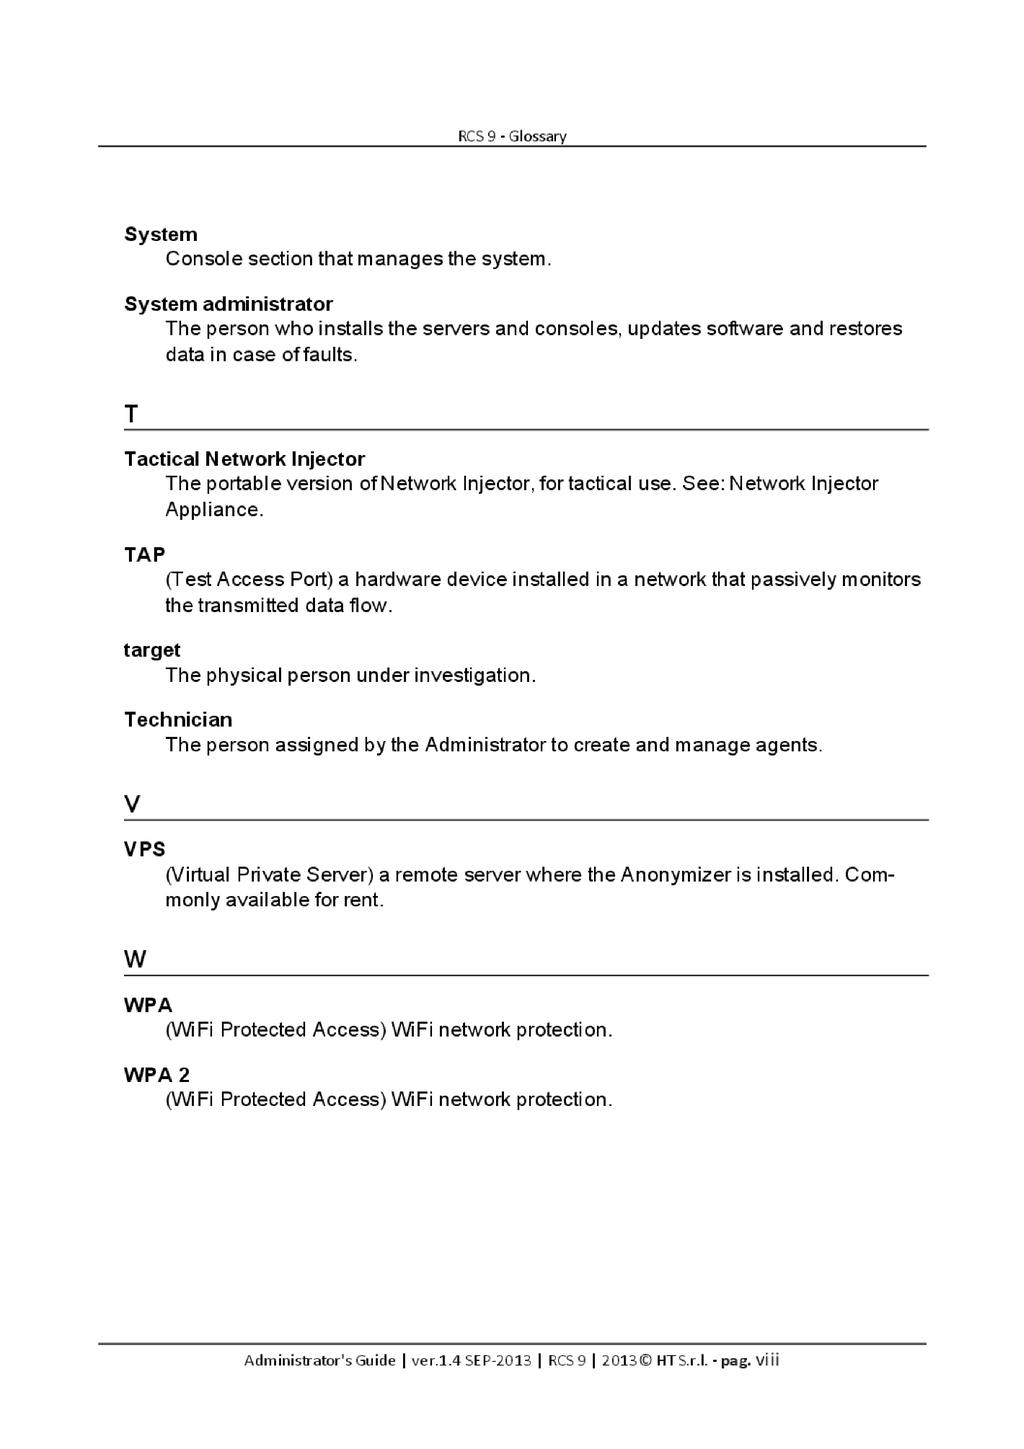 RCS 9 - Glossary
System
Console section that manages the system.
System administrator
The person who installs the servers and consoles, updates software and restores
data in case of faults.
T
Tactical Network Injector
The portable version of Network Injector, for tactical use. See: Network Injector
Appliance.
TAP
(Test Access Port) a hardware device installed in a network that passively monitors
the transmitted data flow.
target
The physical person under investigation.
Technician
The person assigned by the Administrator to create and manage agents.
V
VPS
(Virtual Private Server) a remote server where the Anonymizer is installed. Com-
monly available for rent.
W
WPA
(WiFi Protected Access) WiFi network protection.
WPA 2
(WiFi Protected Access) WiFi network protection.
Administrator's Guide | ver.1.4 SEP-2013 | RCS 9 | 2013© HT S.r.l. - pag. viii